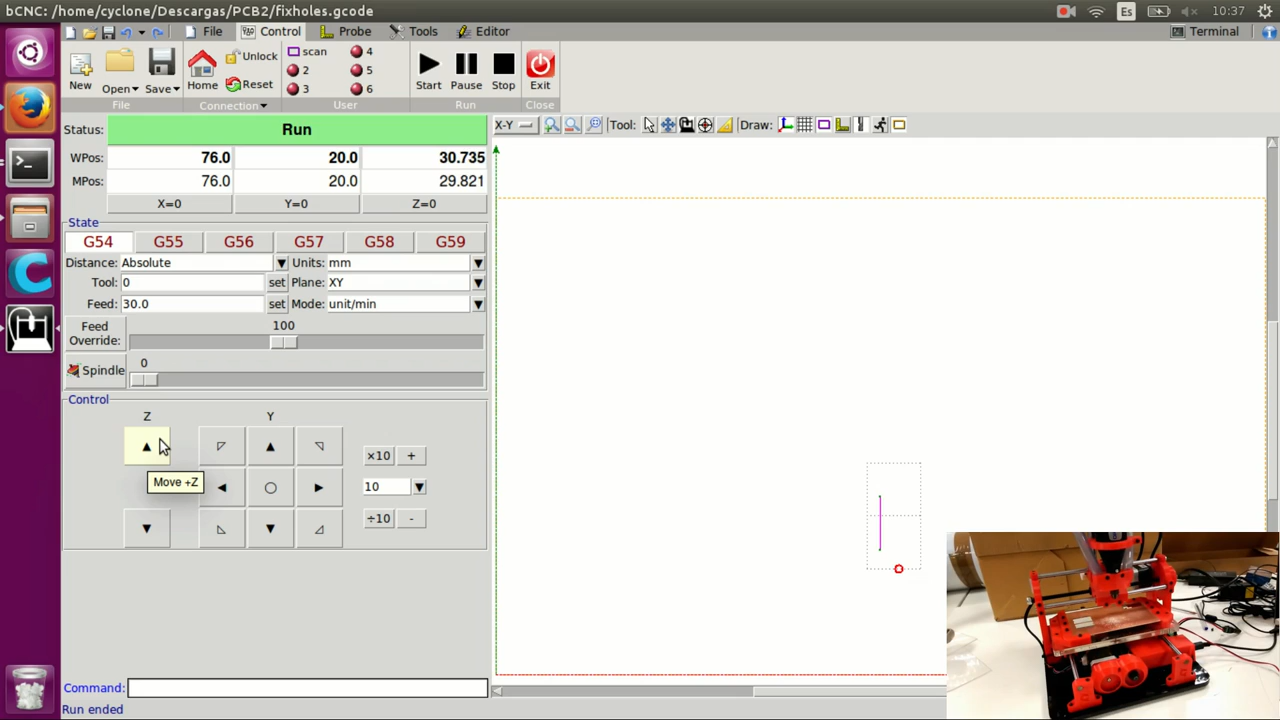 bCNC: /home/cyclone/Descargas/PCB2/fixholes.gcode
Es
10:37
File
Control
Probe
Tools
Editor
Terminal
New
Open
Save
File
Home
Unlock
Reset
Connection
scan
4
2
5
3
6
User
Start
Pause
Stop
Run
Exit
Close
Status:
Run
WPos:
76.0
20.0
30.735
MPos:
76.0
20.0
29.821
X=0
Y=0
Z=0
State
G54
G55
G56
G57
G58
G59
Distance:
Absolute
Units:
mm
Tool:
0
set
Plane:
XY
Feed:
30.0
set
Mode:
unit/min
Feed
Override:
100
Spindle
0
Control
Z
Y
×10
+
Move +Z
10
÷10
-
Command:
Run ended
X-Y
Tool:
Draw: